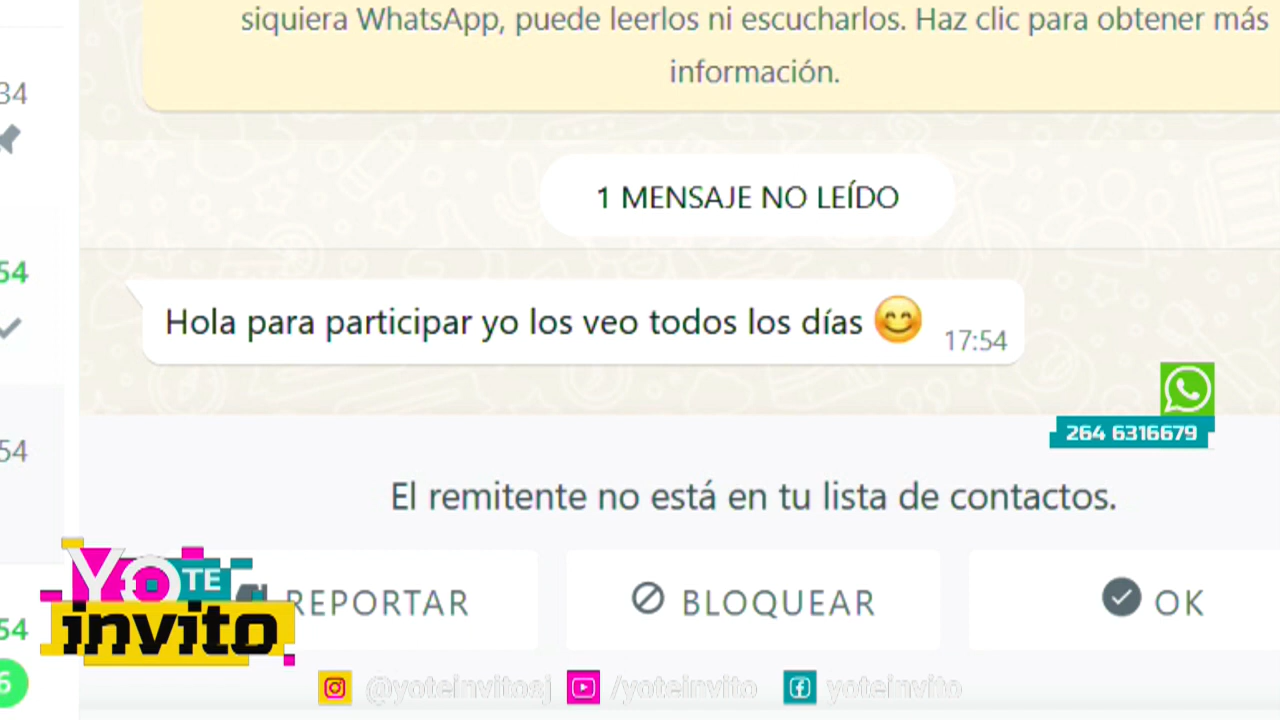 siquiera WhatsApp, puede leerlos ni escucharlos. Haz clic para obtener más
información.
34
1 MENSAJE NO LEÍDO
54
Hola para participar yo los veo todos los días 😊 17:54
264 6316679
54
El remitente no está en tu lista de contactos.
YO TE
invito
REPORTAR
BLOQUEAR
OK
54
6
@yoteinvitosj
/yoteinvito
yoteinvito